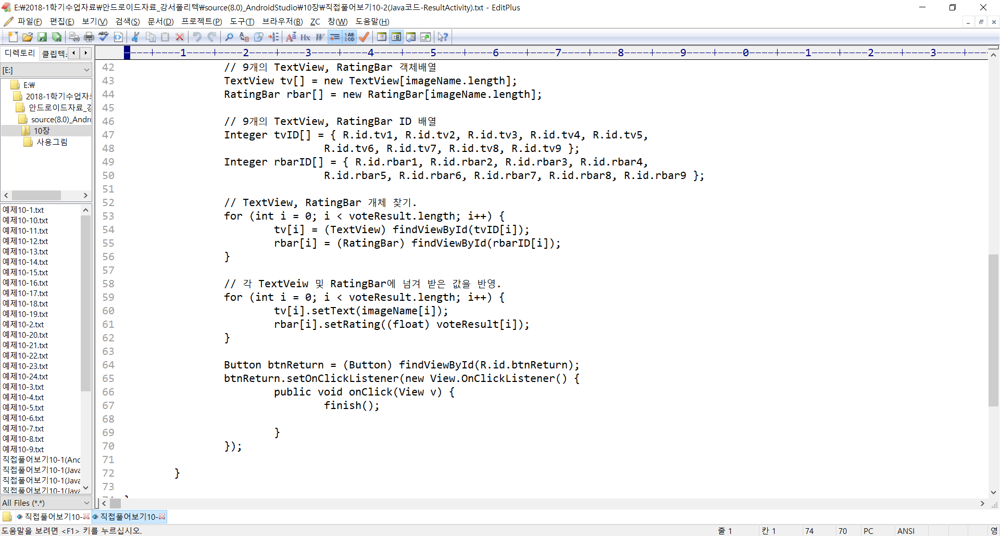 E:\2018-1학기수업자료\안드로이드자료_강서폴리텍\source(8.0)_AndroidStudio\10장\직접풀어보기10-2(Java코드-ResultActivity).txt - EditPlus
파일(F) 편집(E) 보기(V) 검색(S) 문서(D) 프로젝트(P) 도구(T) 브라우저(B) ZC 창(W) 도움말(H)
디렉토리 클립텍
[E:]
E:\
2018-1학기수업자
안드로이드자료_강
source(8.0)_Andro
10장
사용그림
예제10-1.txt
예제10-10.txt
예제10-11.txt
예제10-12.txt
예제10-13.txt
예제10-14.txt
예제10-15.txt
예제10-16.txt
예제10-17.txt
예제10-18.txt
예제10-19.txt
예제10-2.txt
예제10-20.txt
예제10-21.txt
예제10-22.txt
예제10-23.txt
예제10-24.txt
예제10-3.txt
예제10-4.txt
예제10-5.txt
예제10-6.txt
예제10-7.txt
예제10-8.txt
예제10-9.txt
직접풀어보기10-1(Anc
직접풀어보기10-1(Java
직접풀어보기10-1(Java
직접풀어보기10-1(Java
All Files (*.*)
----+----1----+----2----+----3----+----4----+----5----+----6----+----7----+----8----+----9----+----0----+----1----+----2----+----3----+----
42 // 9개의 TextView, RatingBar 객체배열
43 TextView tv[] = new TextView[imageName.length];
44 RatingBar rbar[] = new RatingBar[imageName.length];
45
46 // 9개의 TextView, RatingBar ID 배열
47 Integer tvID[] = { R.id.tv1, R.id.tv2, R.id.tv3, R.id.tv4, R.id.tv5,
48 R.id.tv6, R.id.tv7, R.id.tv8, R.id.tv9 };
49 Integer rbarID[] = { R.id.rbar1, R.id.rbar2, R.id.rbar3, R.id.rbar4,
50 R.id.rbar5, R.id.rbar6, R.id.rbar7, R.id.rbar8, R.id.rbar9 };
51
52 // TextView, RatingBar 개체 찾기.
53 for (int i = 0; i < voteResult.length; i++) {
54 tv[i] = (TextView) findViewById(tvID[i]);
55 rbar[i] = (RatingBar) findViewById(rbarID[i]);
56 }
57
58 // 각 TextVeiw 및 RatingBar에 넘겨 받은 값을 반영.
59 for (int i = 0; i < voteResult.length; i++) {
60 tv[i].setText(imageName[i]);
61 rbar[i].setRating((float) voteResult[i]);
62 }
63
64 Button btnReturn = (Button) findViewById(R.id.btnReturn);
65 btnReturn.setOnClickListener(new View.OnClickListener() {
66 public void onClick(View v) {
67 finish();
68
69 }
70 });
71
72 }
73
직접풀어보기10- 직접풀어보기10-
도움말을 보려면 <F1> 키를 누르십시오. 줄 1 칸 1 74 70 PC ANSI 영